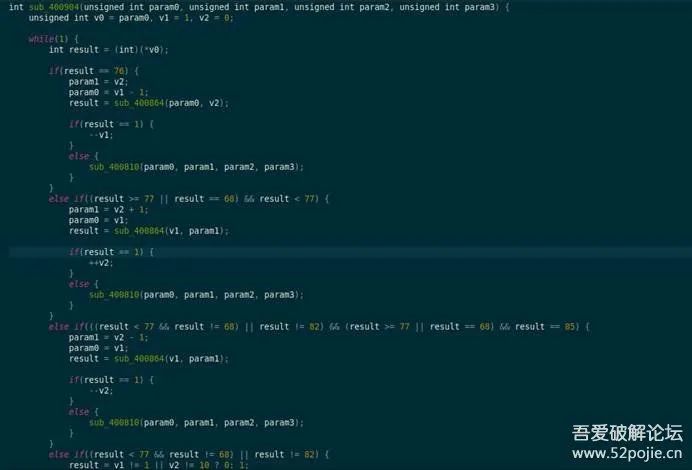 int sub_400904(unsigned int param0, unsigned int param1, unsigned int param2, unsigned int param3) {
unsigned int v0 = param0, v1 = 1, v2 = 0;
while(1) {
int result = (int)(*v0);
if(result == 76) {
param1 = v2;
param0 = v1 - 1;
result = sub_400864(param0, v2);
if(result == 1) {
--v1;
}
else {
sub_400810(param0, param1, param2, param3);
}
}
else if((result >= 77 || result == 68) && result < 77) {
param1 = v2 + 1;
param0 = v1;
result = sub_400864(v1, param1);
if(result == 1) {
++v2;
}
else {
sub_400810(param0, param1, param2, param3);
}
}
else if(((result < 77 && result != 68) || result != 82) && (result >= 77 || result == 68) && result == 85) {
param1 = v2 - 1;
param0 = v1;
result = sub_400864(v1, param1);
if(result == 1) {
--v2;
}
else {
sub_400810(param0, param1, param2, param3);
}
}
else if((result < 77 && result != 68) || result != 82) {
result = v1 != 1 || v2 != 10 ? 0: 1;
吾爱破解论坛
www.52pojie.cn